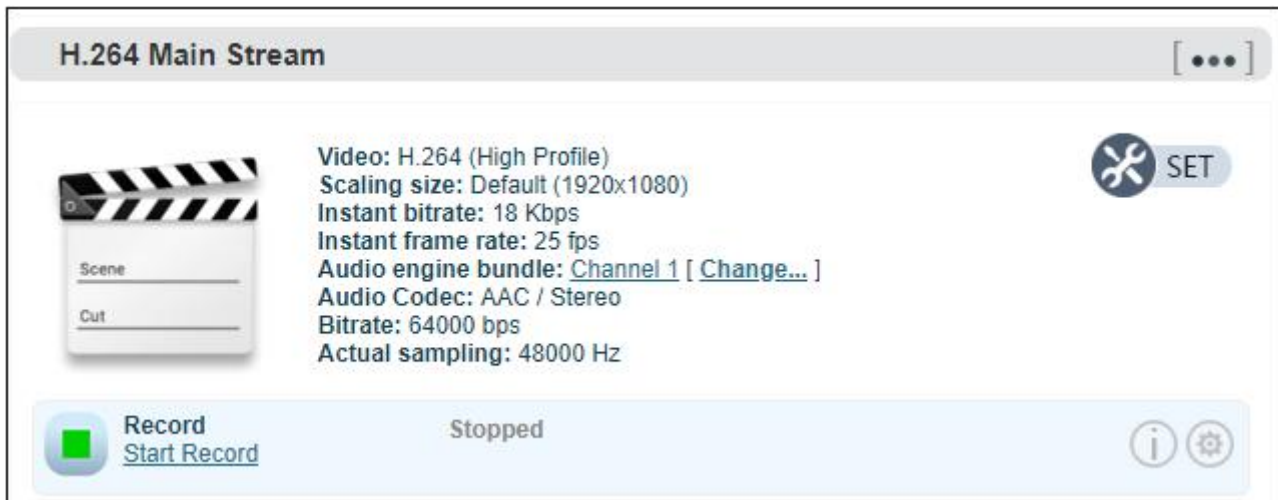 H.264 Main Stream [•••]
Video: H.264 (High Profile)
SET
Scaling size: Default (1920x1080)
Instant bitrate: 18 Kbps
Instant frame rate: 25 fps
Audio engine bundle: Channel 1 [ Change... ]
Audio Codec: AAC / Stereo
Bitrate: 64000 bps
Actual sampling: 48000 Hz
Scene
Cut
Record
Stopped
Start Record